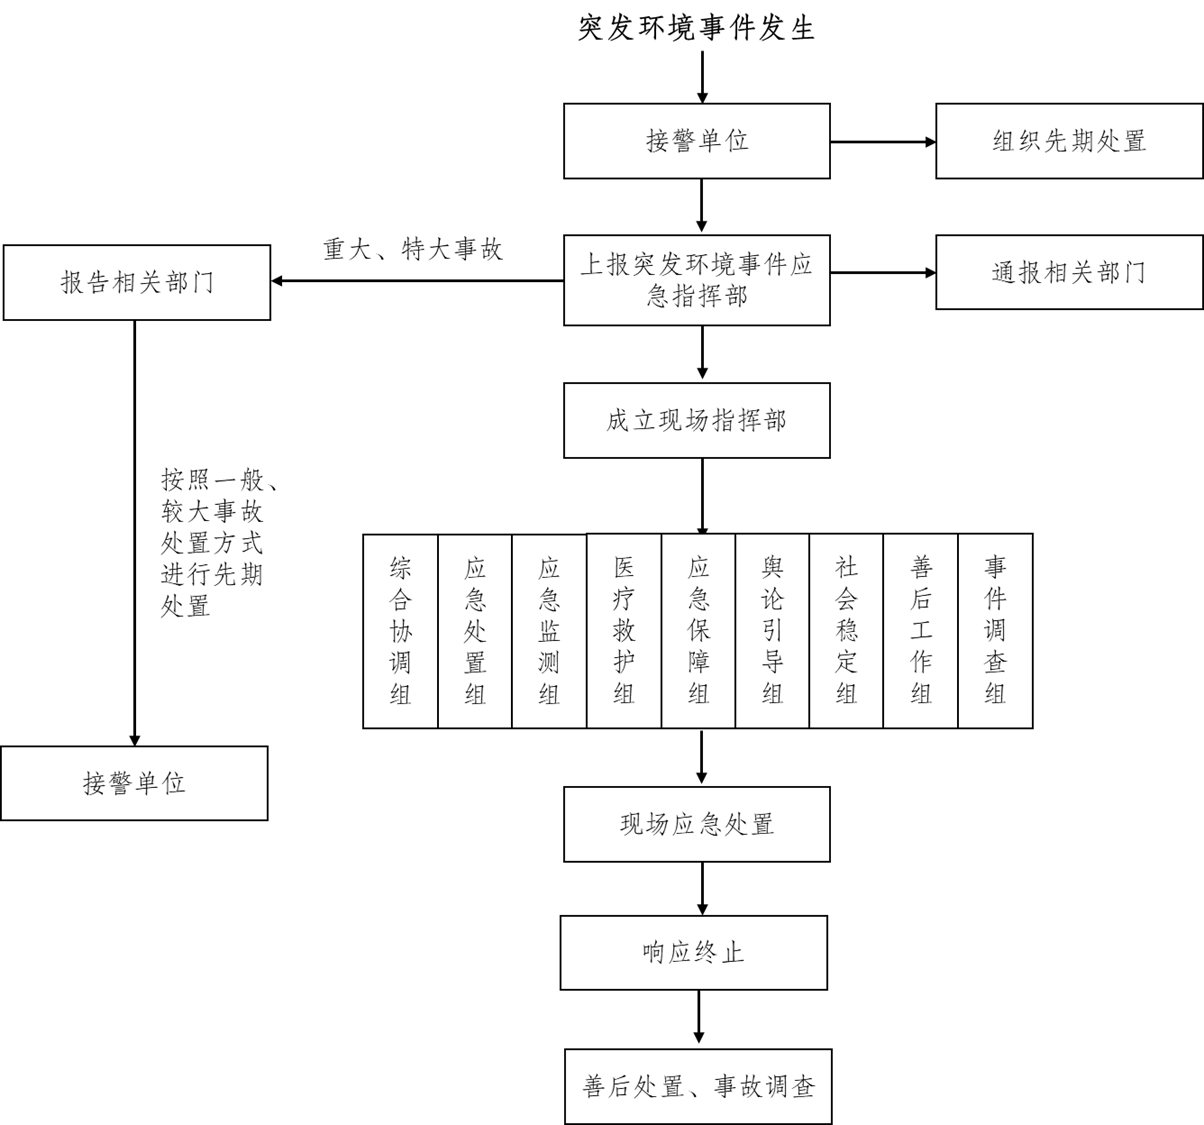 突发环境事件发生
接警单位
组织先期处置
重大、特大事故
报告相关部门
上报突发环境事件应
急指挥部
通报相关部门
成立现场指挥部
按照一般、
较大事故
处置方式
进行先期
处置
综合协调组
应急处置组
应急监测组
医疗救护组
应急保障组
舆论引导组
社会稳定组
善后工作组
事件调查组
接警单位
现场应急处置
响应终止
善后处置、事故调查